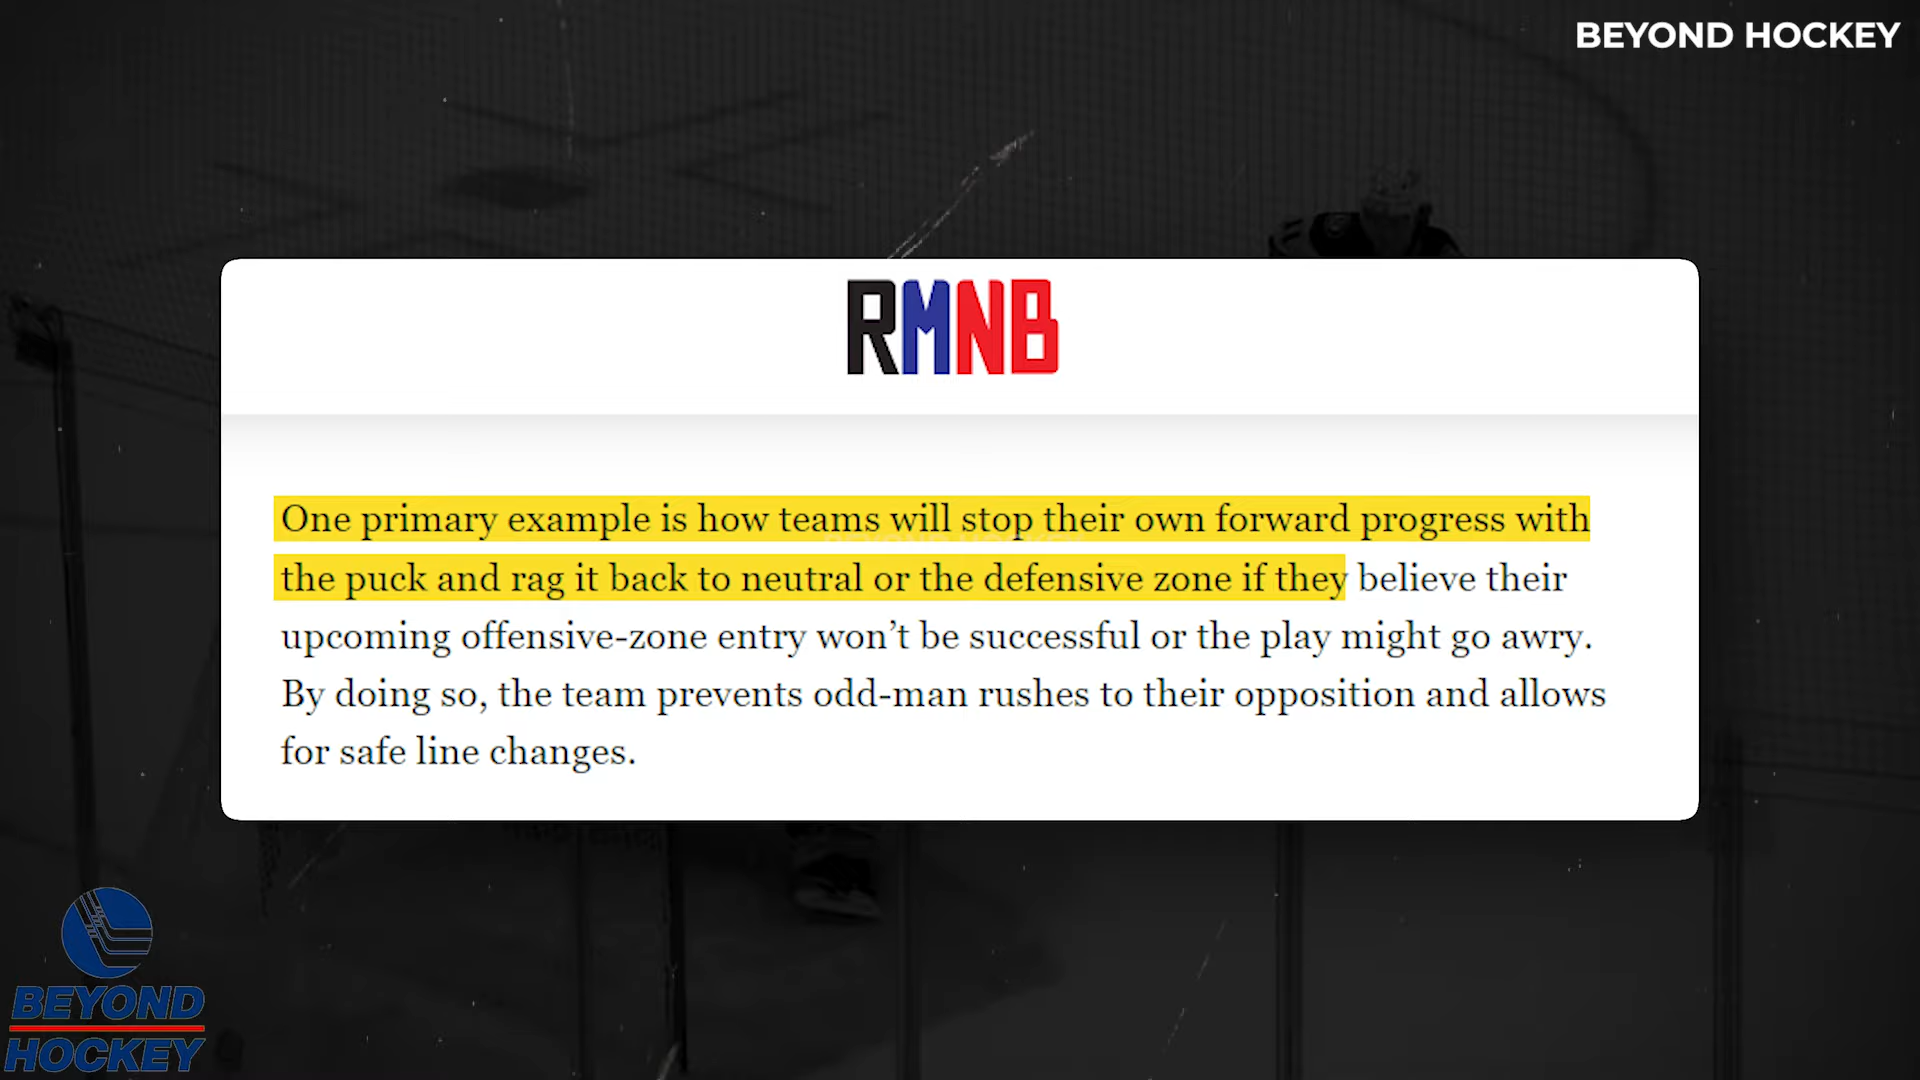 BEYOND HOCKEY
RMNB
One primary example is how teams will stop their own forward progress with
the puck and rag it back to neutral or the defensive zone if they believe their
upcoming offensive-zone entry won’t be successful or the play might go awry.
By doing so, the team prevents odd-man rushes to their opposition and allows
for safe line changes.
BEYOND
HOCKEY